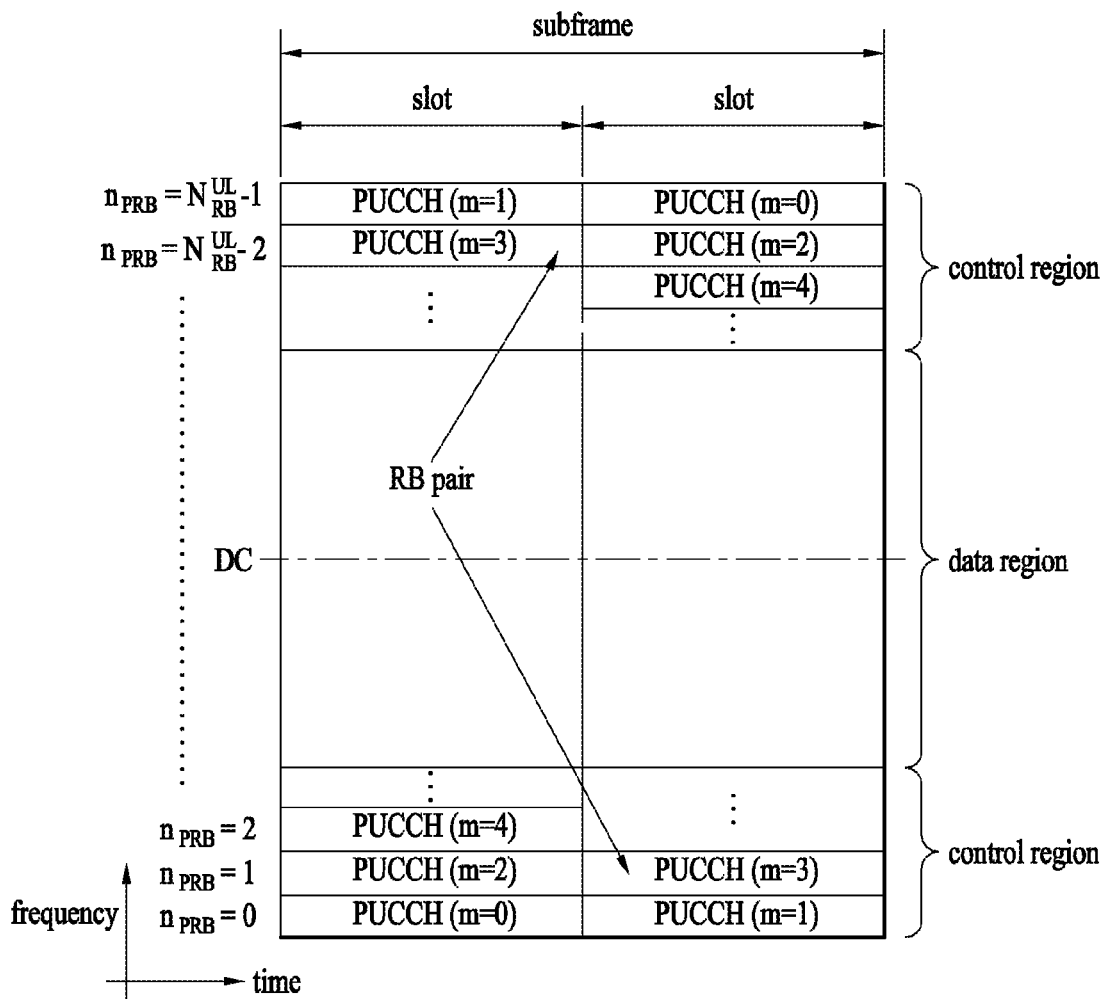 subframe
slot slot
n PRB = N UL RB -1 PUCCH (m=1) PUCCH (m=0)
n PRB = N UL RB - 2 PUCCH (m=3) PUCCH (m=2)
control region
PUCCH (m=4)
RB pair
DC
data region
n PRB = 2 PUCCH (m=4)
control region
n PRB = 1 PUCCH (m=2) PUCCH (m=3)
frequency
n PRB = 0 PUCCH (m=0) PUCCH (m=1)
time